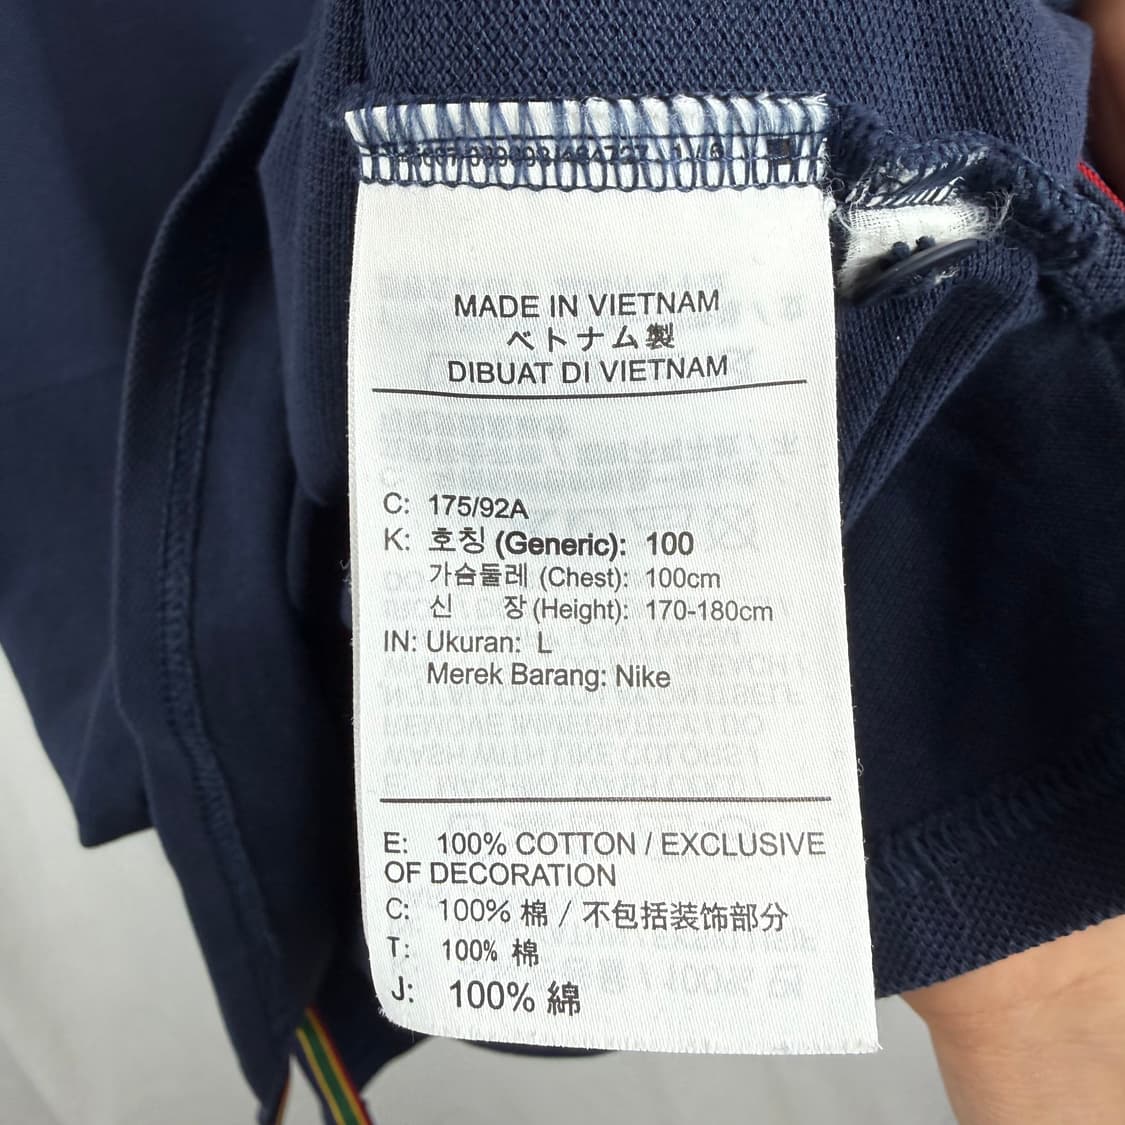 MADE IN VIETNAM
ベトナム製
DIBUAT DI VIETNAM
C: 175/92A
K: 호칭 (Generic): 100
가슴둘레 (Chest): 100cm
신 장 (Height): 170-180cm
IN: Ukuran: L
Merek Barang: Nike
E: 100% COTTON / EXCLUSIVE
OF DECORATION
C: 100% 棉 / 不包括装饰部分
T: 100% 棉
J: 100% 綿